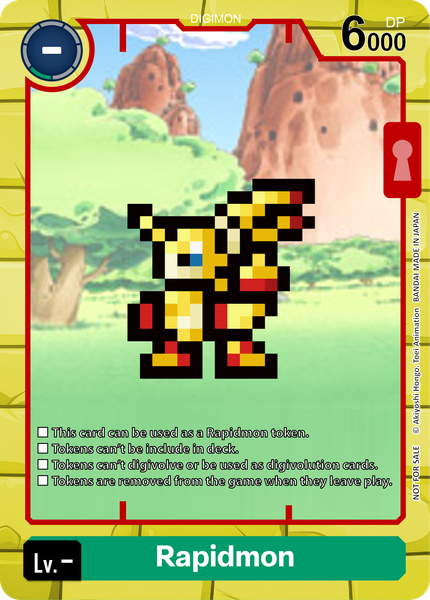 DIGIMON
DP
6000
-
□ This card can be used as a Rapidmon token.
□ Tokens can't be include in deck.
□ Tokens can't digivolve or be used as digivolution cards.
□ Tokens are removed from the game when they leave play.
NOT FOR SALE © Akiyoshi Hongo, Toei Animation BANDAI MADE IN JAPAN
Lv.-
Rapidmon